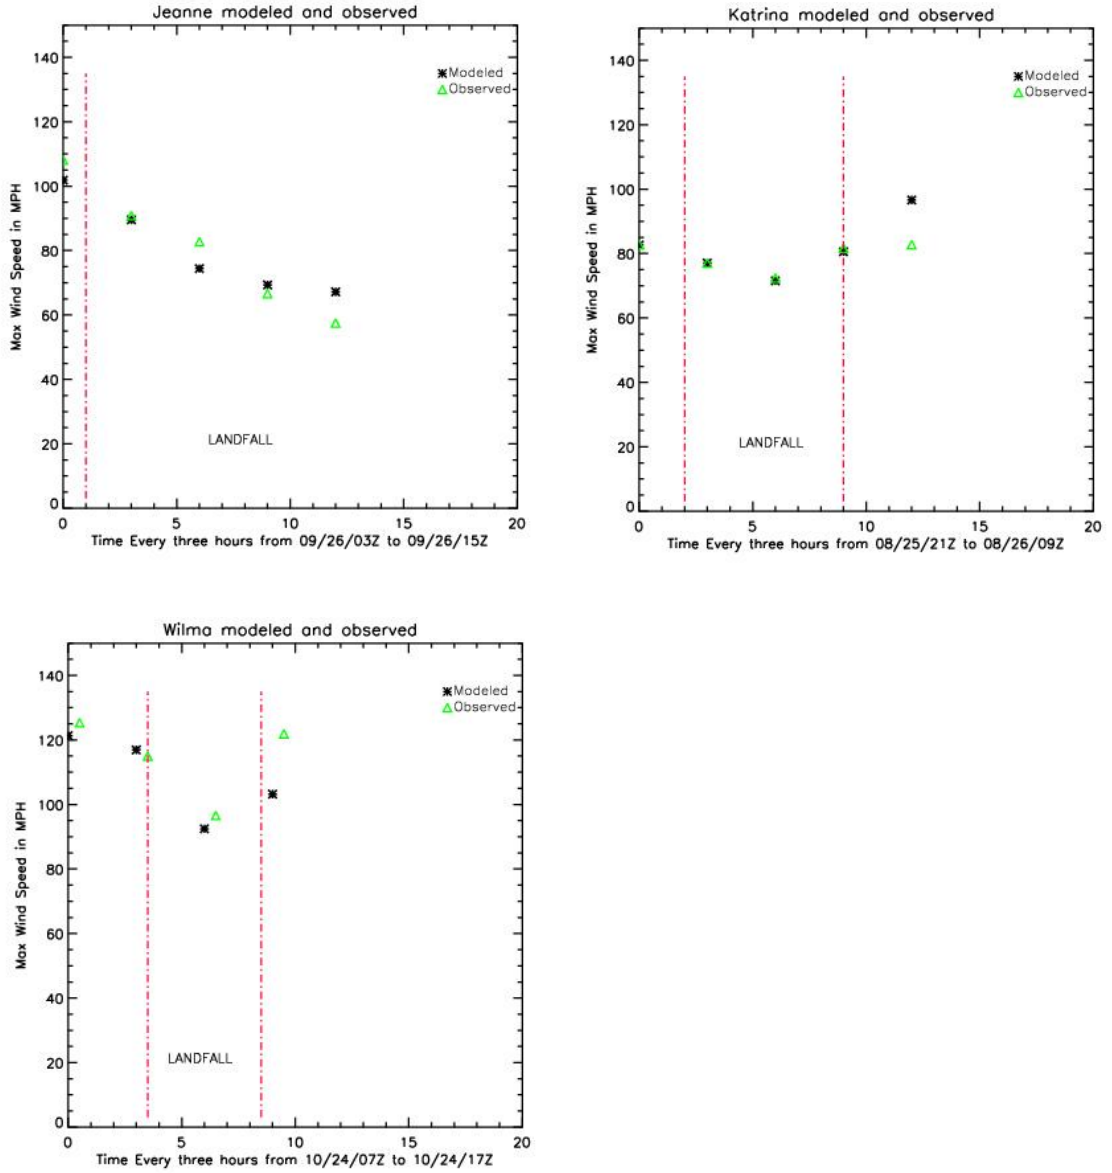 Jeanne modeled and observed
140
120
100
80
60
40
20
0
Max Wind Speed in MPH
Modeled
Observed
LANDFALL
0 5 10 15 20
Time Every three hours from 09/26/03Z to 09/26/15Z
Katrina modeled and observed
140
120
100
80
60
40
20
0
Max Wind Speed in MPH
Modeled
Observed
LANDFALL
0 5 10 15 20
Time Every three hours from 08/25/21Z to 08/26/09Z
Wilma modeled and observed
140
120
100
80
60
40
20
0
Max Wind Speed in MPH
Modeled
Observed
LANDFALL
0 5 10 15 20
Time Every three hours from 10/24/07Z to 10/24/17Z